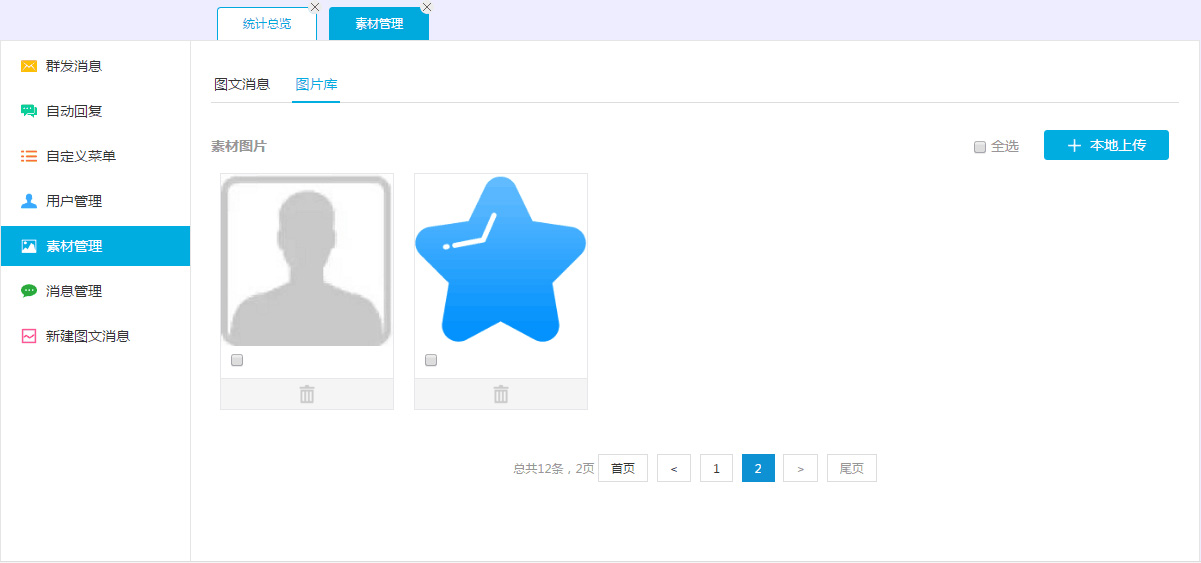 统计总览
素材管理
群发消息
自动回复
自定义菜单
用户管理
素材管理
消息管理
新建图文消息
图文消息 图片库
素材图片
全选
本地上传
总共12条，2页 首页 < 1 2 > 尾页